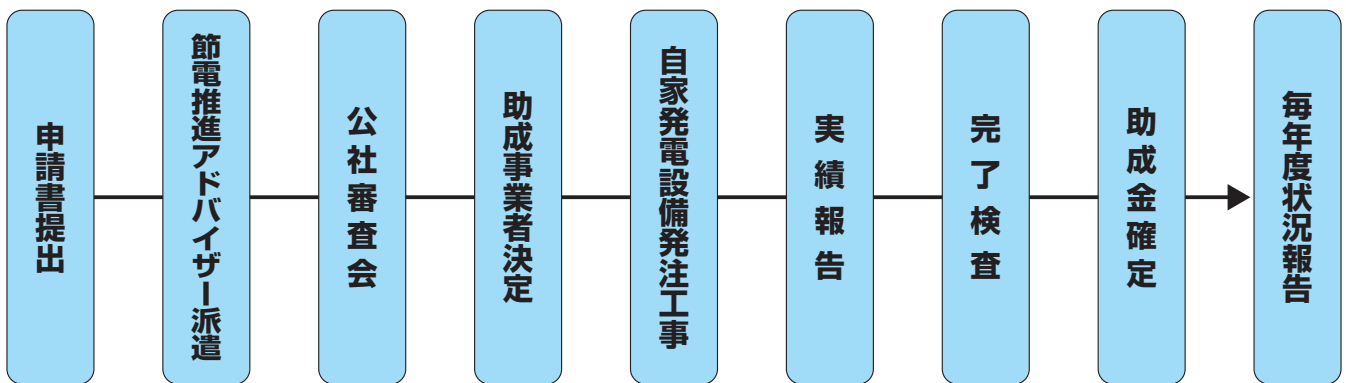 申請書提出
節電推進アドバイザー派遣
公社審査会
助成事業者決定
自家発電設備発注工事
実績報告
完了検査
助成金確定
毎年度状況報告